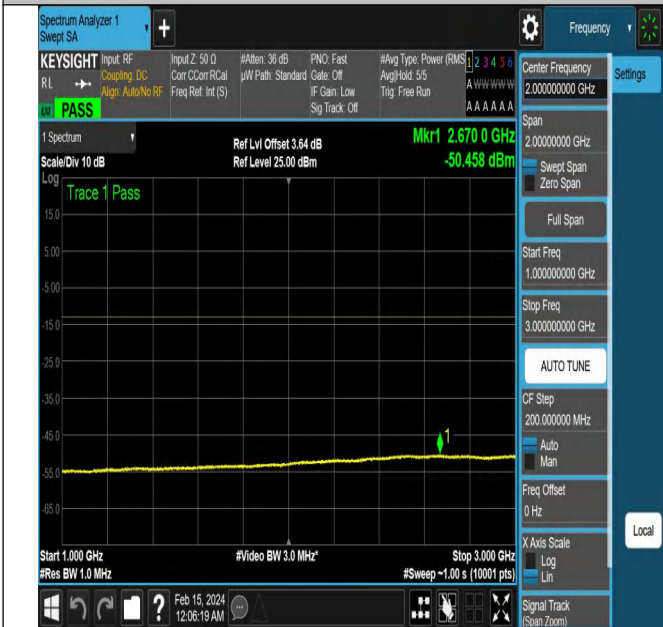 Spectrum Analyzer 1
Swept SA
+
Frequency
KEYSIGHT
RL
PASS
Input: RF
Coupling: DC
Align: Auto/No RF
Input Z: 50 Ω
Corr CCorr RCal
Freq Ref: Int (S)
#Atten: 36 dB
µW Path: Standard
PNO: Fast
Gate: Off
IF Gain: Low
Sig Track: Off
#Avg Type: Power (RMS
Avg|Hold: 5/5
Trig: Free Run
1 2 3 4 5 6
A W W W W W
A A A A A A
1 Spectrum
Scale/Div 10 dB
Log
Ref Lvl Offset 3.64 dB
Ref Level 25.00 dBm
Mkr1 2.670 0 GHz
-50.458 dBm
Trace 1 Pass
15.0
5.00
-5.00
-15.0
-25.0
-35.0
-45.0
-55.0
-65.0
1
Start 1.000 GHz
#Res BW 1.0 MHz
#Video BW 3.0 MHz*
Stop 3.000 GHz
#Sweep ~1.00 s (10001 pts)
?
Feb 15, 2024
12:06:19 AM
Center Frequency
2.000000000 GHz
Span
2.00000000 GHz
Swept Span
Zero Span
Full Span
Start Freq
1.000000000 GHz
Stop Freq
3.000000000 GHz
AUTO TUNE
CF Step
200.000000 MHz
Auto
Man
Freq Offset
0 Hz
X Axis Scale
Log
Lin
Signal Track
(Span Zoom)
Settings
Local